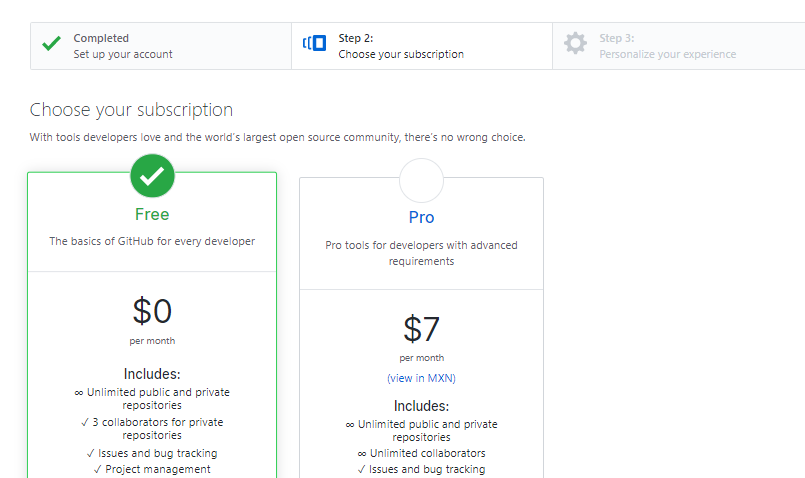 Completed
Set up your account
Step 2:
Choose your subscription
Step 3:
Personalize your experience
Choose your subscription
With tools developers love and the world's largest open source community, there's no wrong choice.
Free
The basics of GitHub for every developer
$0
per month
Includes:
∞ Unlimited public and private
repositories
✓ 3 collaborators for private
repositories
✓ Issues and bug tracking
✓ Project management
Pro
Pro tools for developers with advanced
requirements
$7
per month
(view in MXN)
Includes:
∞ Unlimited public and private
repositories
∞ Unlimited collaborators
✓ Issues and bug tracking